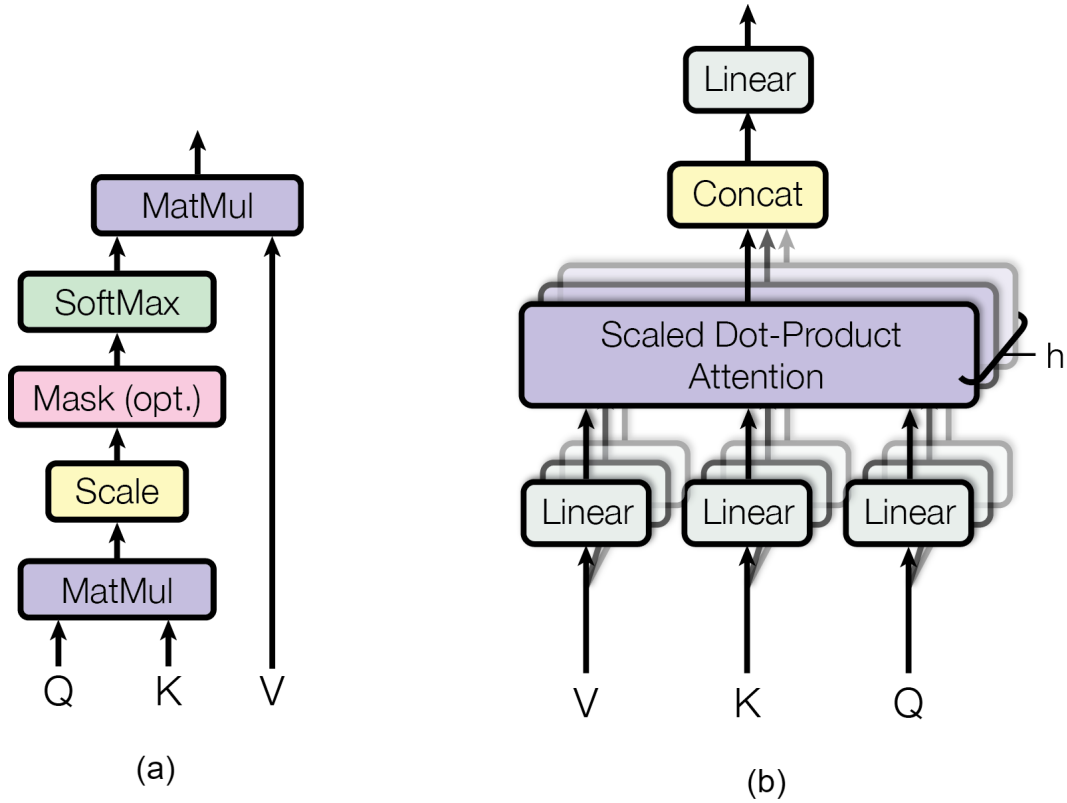 MatMul
SoftMax
Mask (opt.)
Scale
MatMul
Q K V
(a)
Linear
Concat
Scaled Dot-Product
Attention
h
Linear Linear Linear
V K Q
(b)